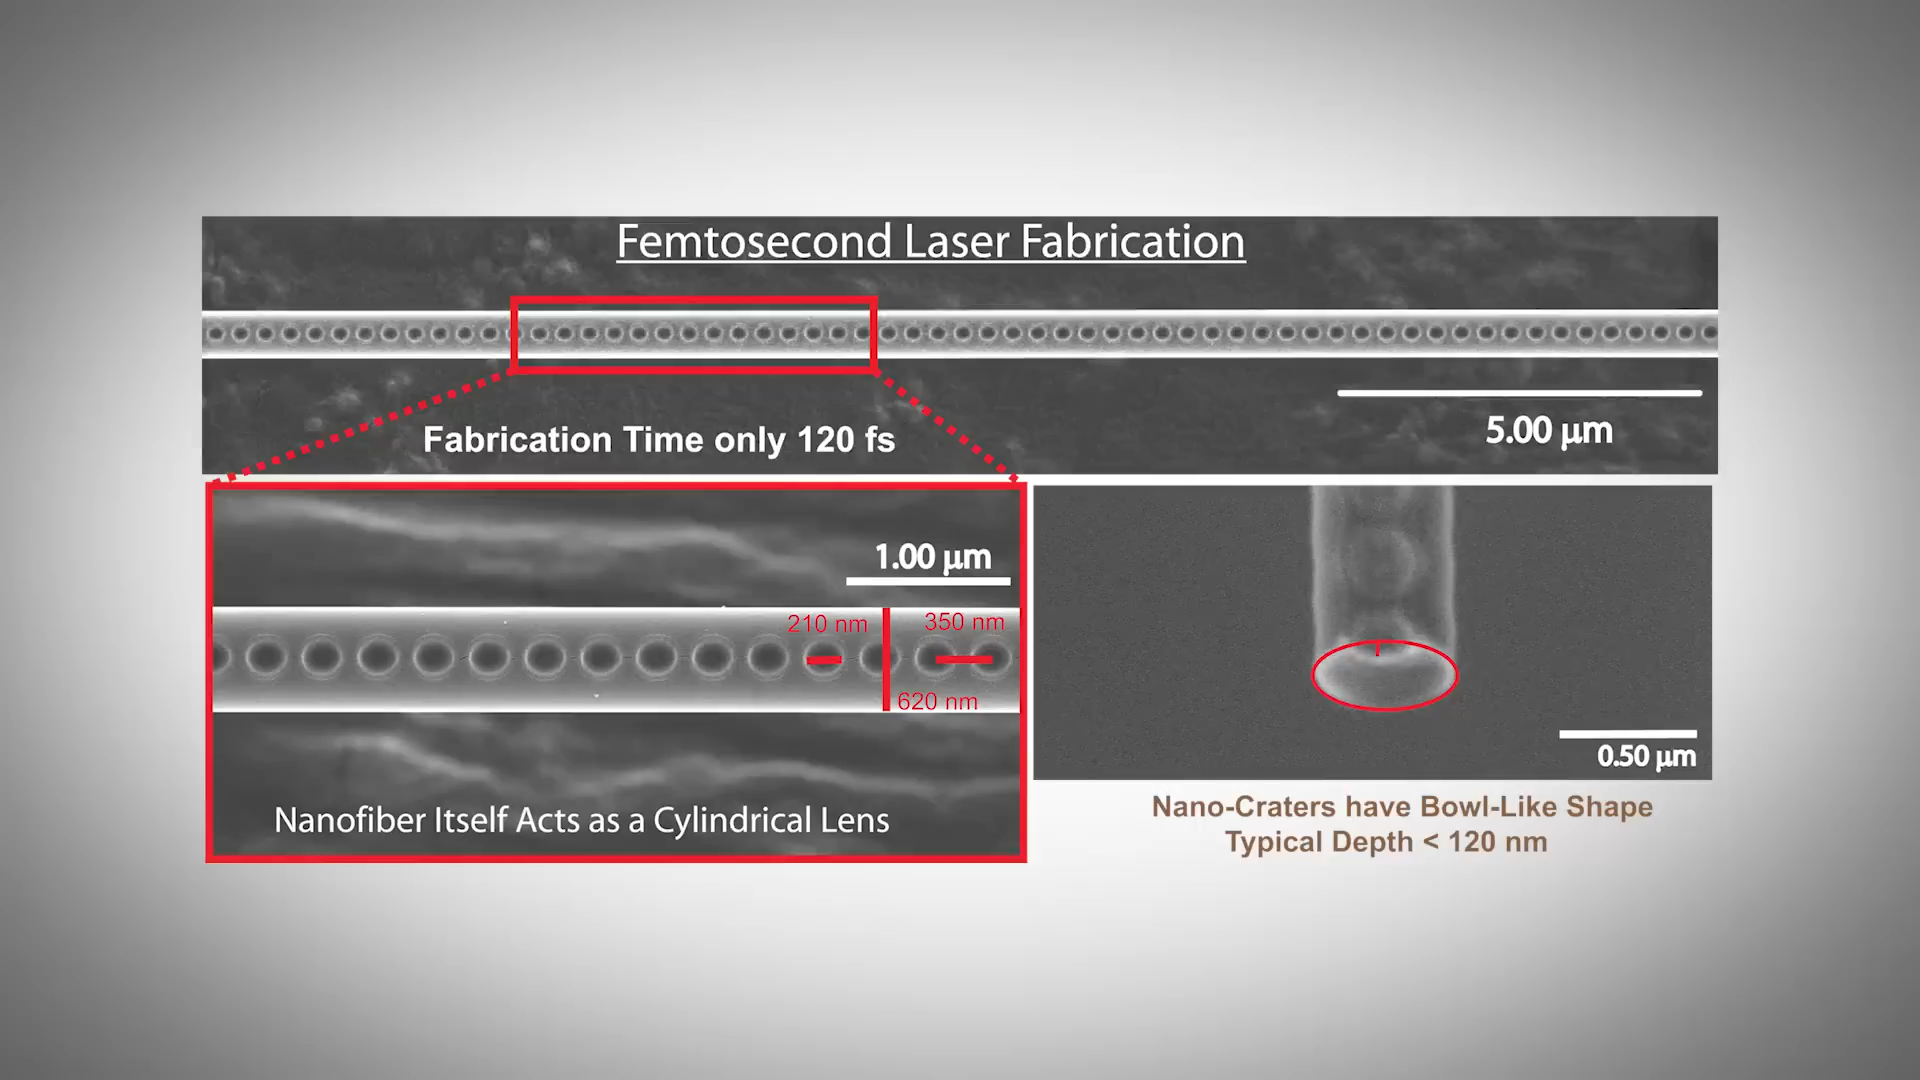 Femtosecond Laser Fabrication
5.00 µm
Fabrication Time only 120 fs
1.00 µm
210 nm
350 nm
620 nm
Nanofiber Itself Acts as a Cylindrical Lens
0.50 µm
Nano-Craters have Bowl-Like Shape
Typical Depth < 120 nm